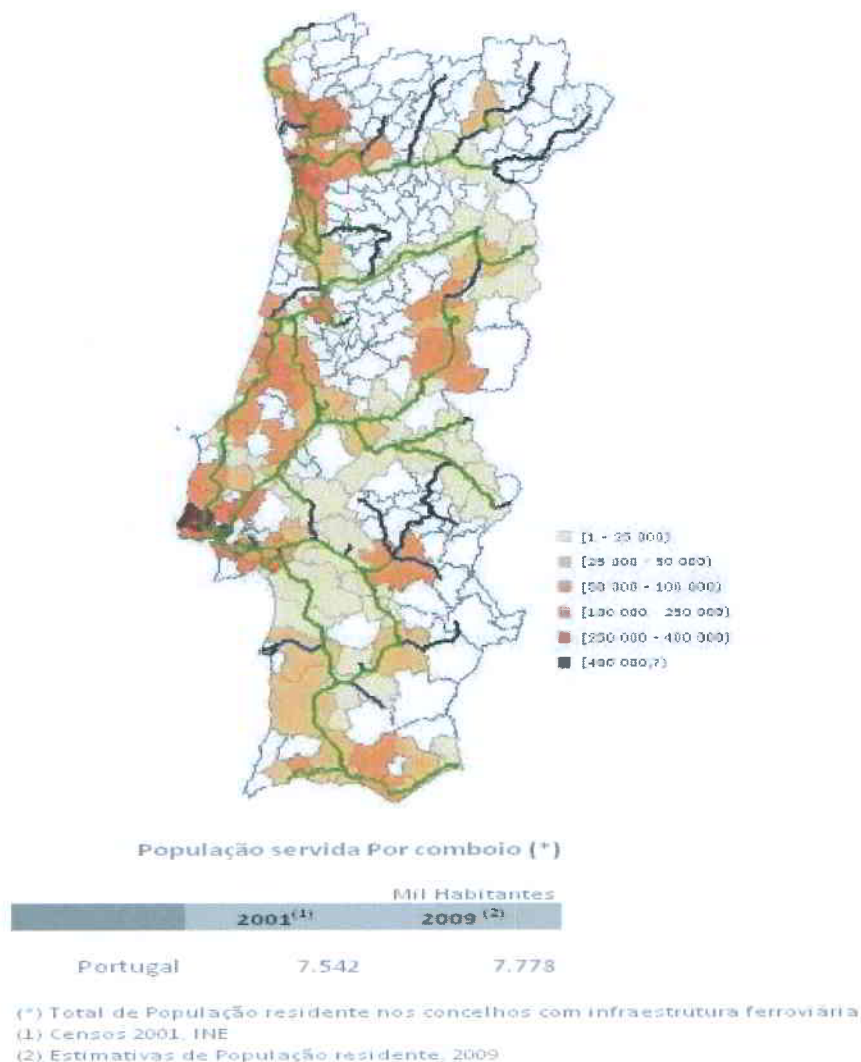 [1 - 25 000)
[25 000 - 50 000)
[50 000 - 100 000)
[100 000 - 250 000)
[250 000 - 400 000)
[400 000,?)
População servida Por comboio (*)
Mil Habitantes
2001(1) 2009 (2)
Portugal 7.542 7.778
(*) Total de População residente nos concelhos com infraestrutura ferroviária
(1) Censos 2001, INE
(2) Estimativas de População residente, 2009